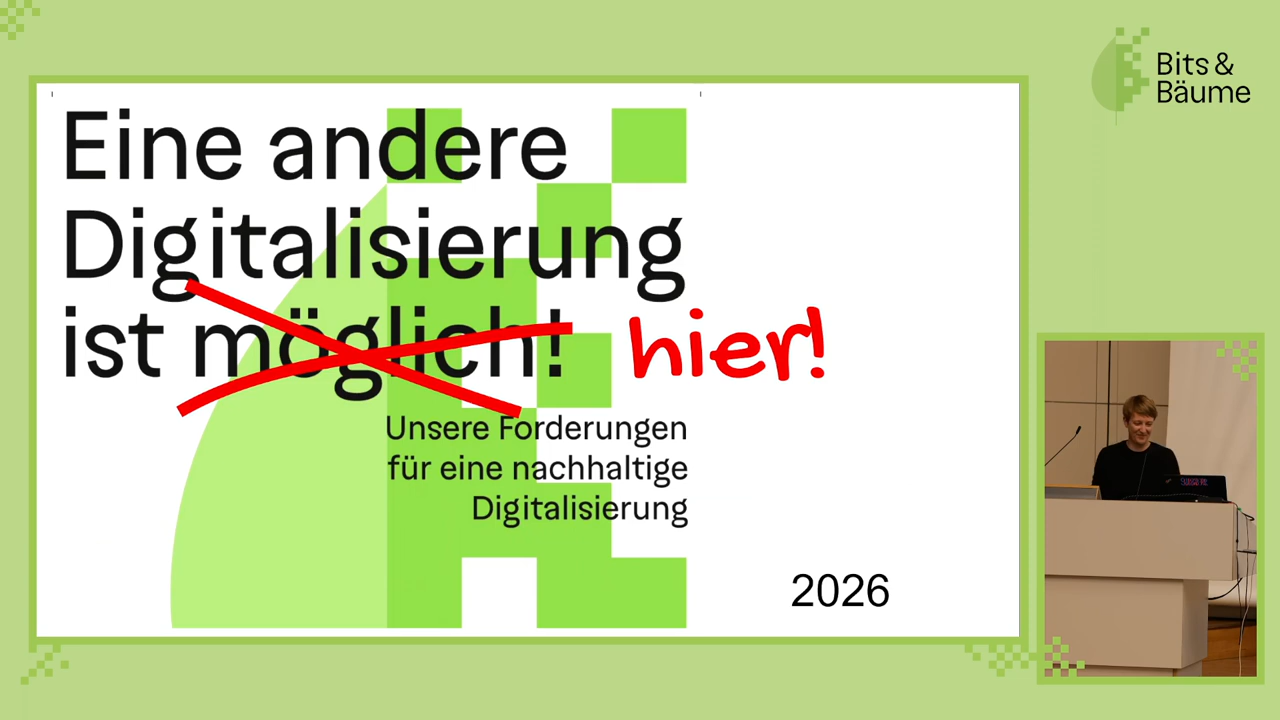 Eine andere
Digitalisierung
ist möglich! hier!
Unsere Forderungen
für eine nachhaltige
Digitalisierung
2026
Bits &
Bäume